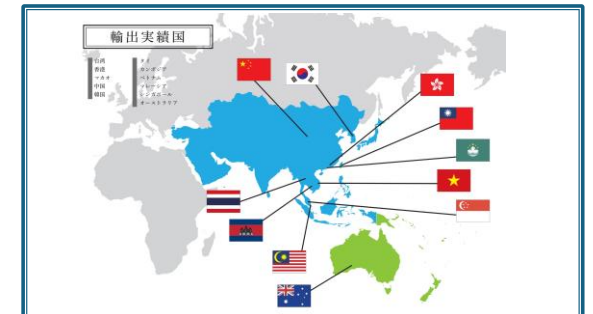 輸出実績国
台湾
香港
マカオ
中国
韓国
タイ
カンボジア
ベトナム
マレーシア
シンガポール
オーストラリア